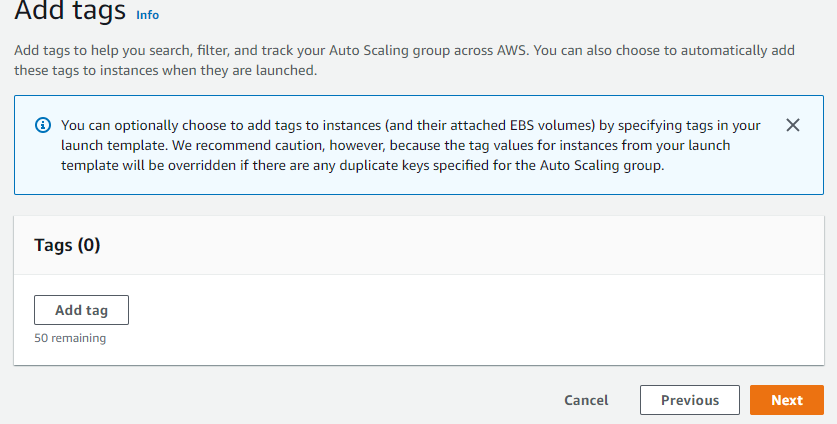 Add tags Info
Add tags to help you search, filter, and track your Auto Scaling group across AWS. You can also choose to automatically add
these tags to instances when they are launched.
You can optionally choose to add tags to instances (and their attached EBS volumes) by specifying tags in your
launch template. We recommend caution, however, because the tag values for instances from your launch
template will be overridden if there are any duplicate keys specified for the Auto Scaling group.
Tags (0)
Add tag
50 remaining
Cancel Previous Next